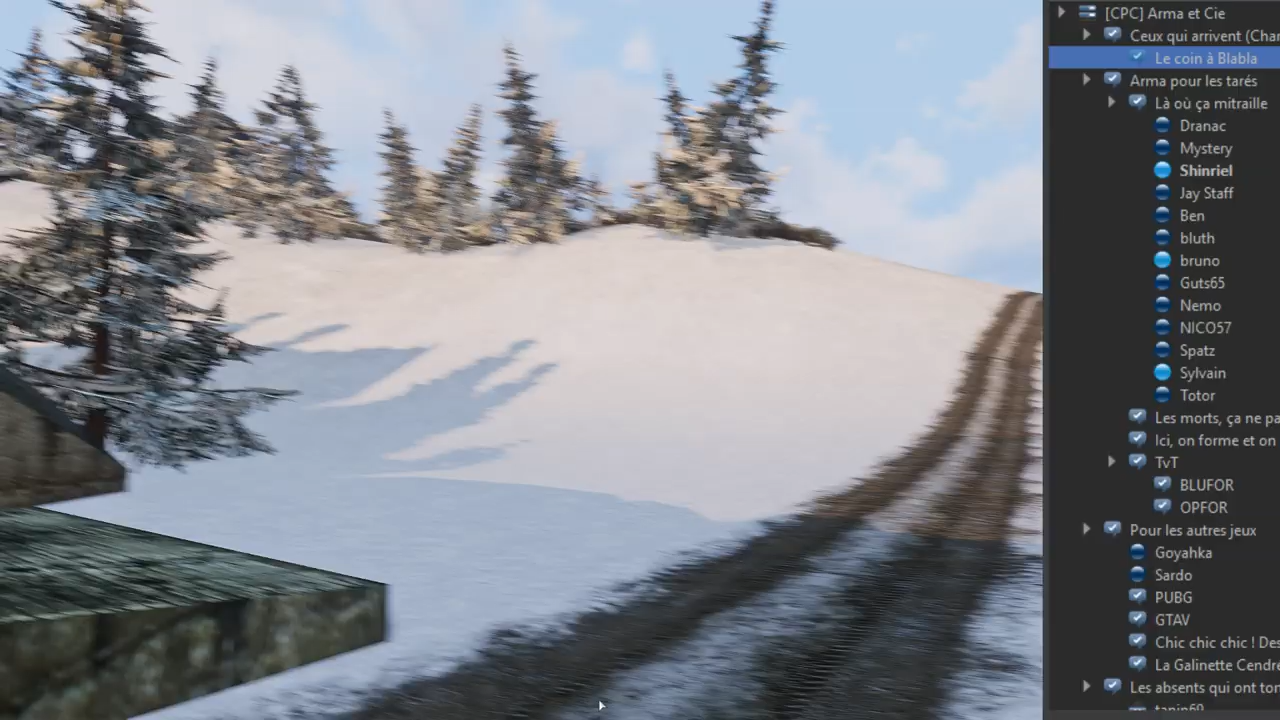 [CPC] Arma et Cie
Ceux qui arrivent (Char
Le coin à Blabla
Arma pour les tarés
Là où ça mitraille
Dranac
Mystery
Shinriel
Jay Staff
Ben
bluth
bruno
Guts65
Nemo
NICO57
Spatz
Sylvain
Totor
Les morts, ça ne pa
Ici, on forme et on
TvT
BLUFOR
OPFOR
Pour les autres jeux
Goyahka
Sardo
PUBG
GTAV
Chic chic chic ! Des
La Galinette Cendre
Les absents qui ont tor
tapin69